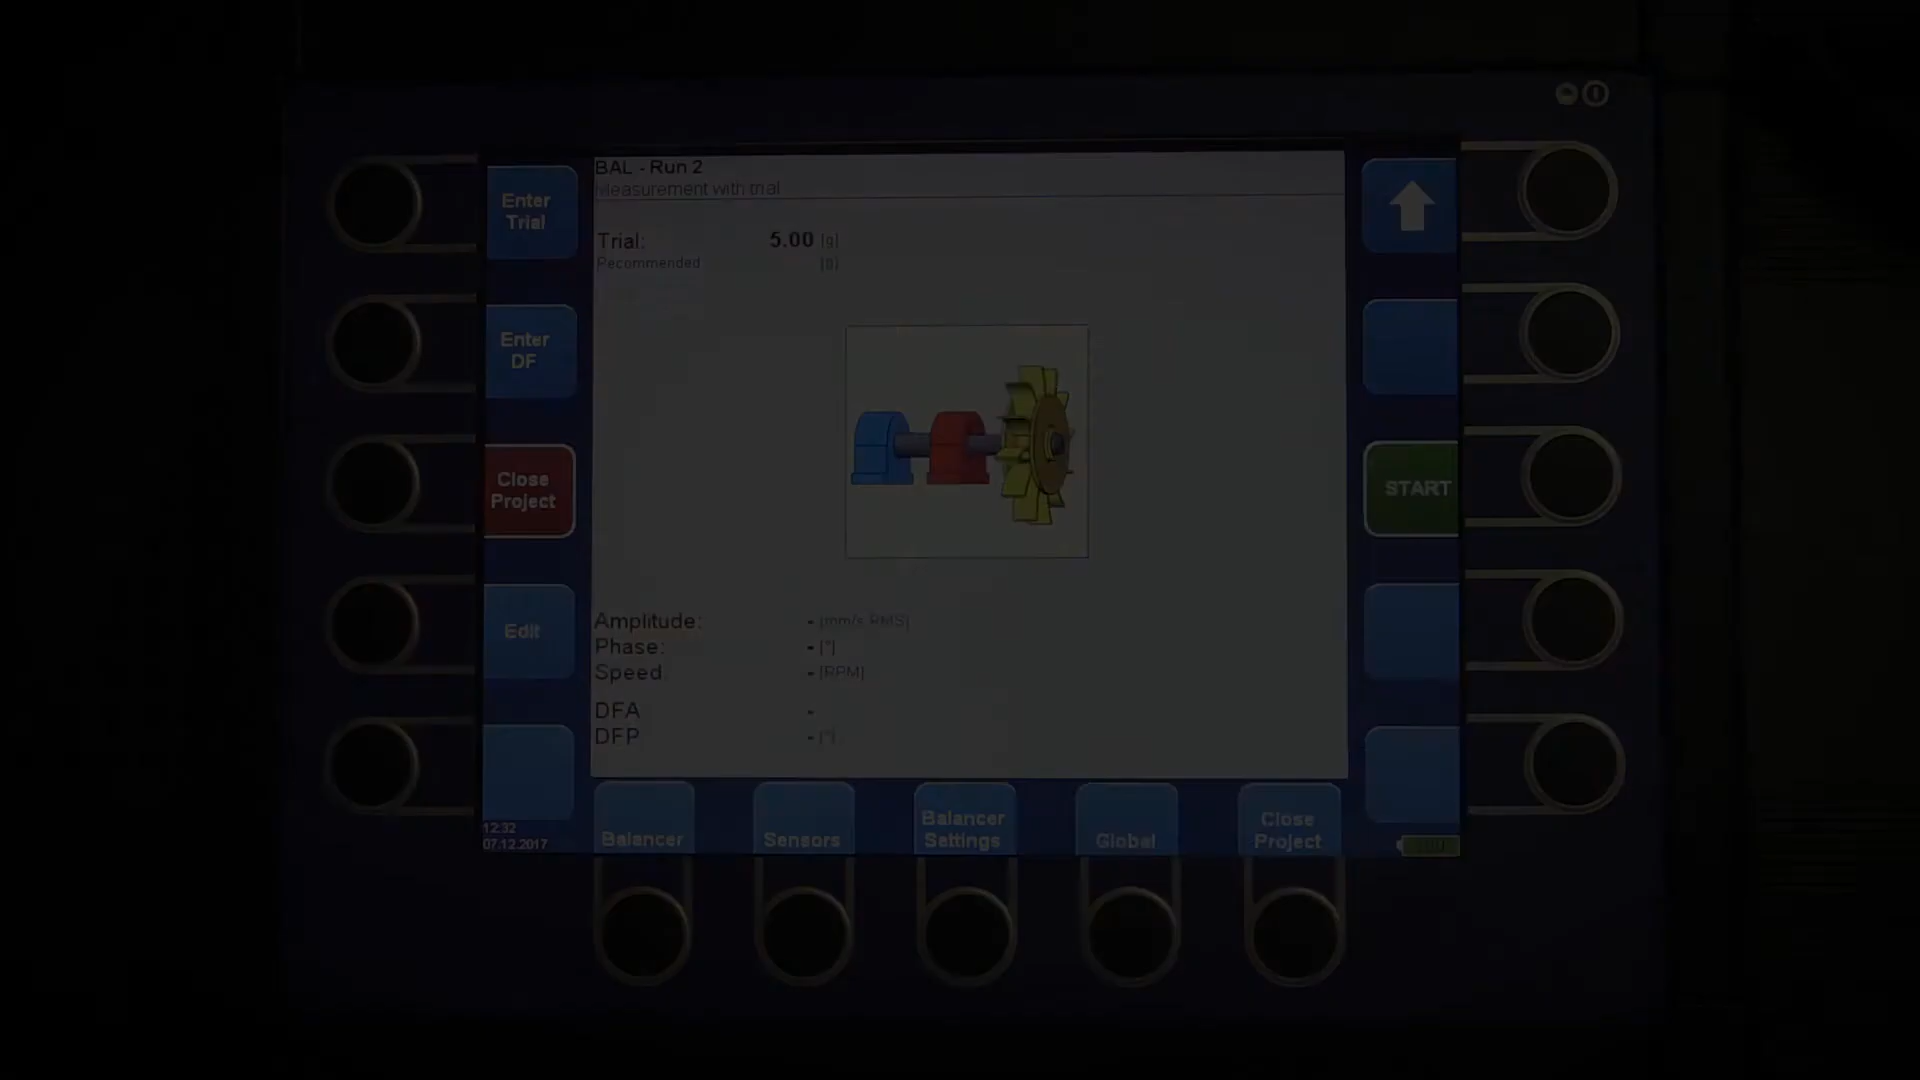 BAL - Run 2
Measurement with trial
Enter
Trial
Trial: 5.00 [g]
Recommended [g]
Enter
DF
Close
Project
START
Edit
Amplitude: - [mm/s RMS]
Phase: - [°]
Speed: - [RPM]
DFA -
DFP - [°]
12:32
07.12.2017
Balancer
Sensors
Balancer
Settings
Global
Close
Project